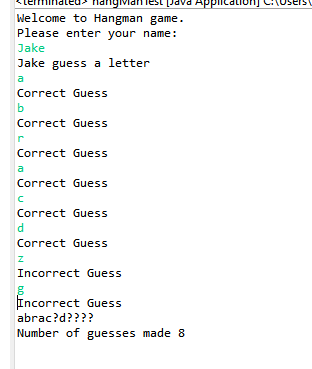 <terminated> hangManTest [Java Application] C:\Users\
Welcome to Hangman game.
Please enter your name:
Jake
Jake guess a letter
a
Correct Guess
b
Correct Guess
r
Correct Guess
a
Correct Guess
c
Correct Guess
d
Correct Guess
z
Incorrect Guess
g
Incorrect Guess
abrac?d????
Number of guesses made 8